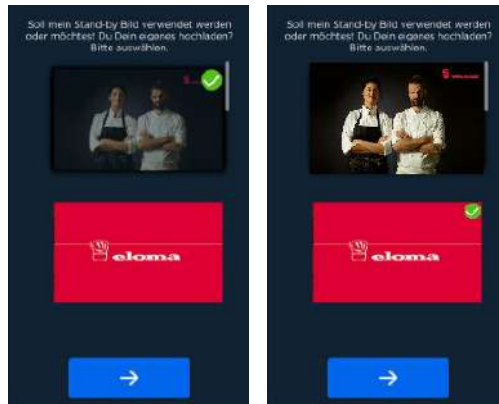 Soll mein Stand-by Bild verwendet werden
oder möchtest Du Dein eigenes hochladen?
Bitte auswählen.
eloma
Soll mein Stand-by Bild verwendet werden
oder möchtest Du Dein eigenes hochladen?
Bitte auswählen.
eloma